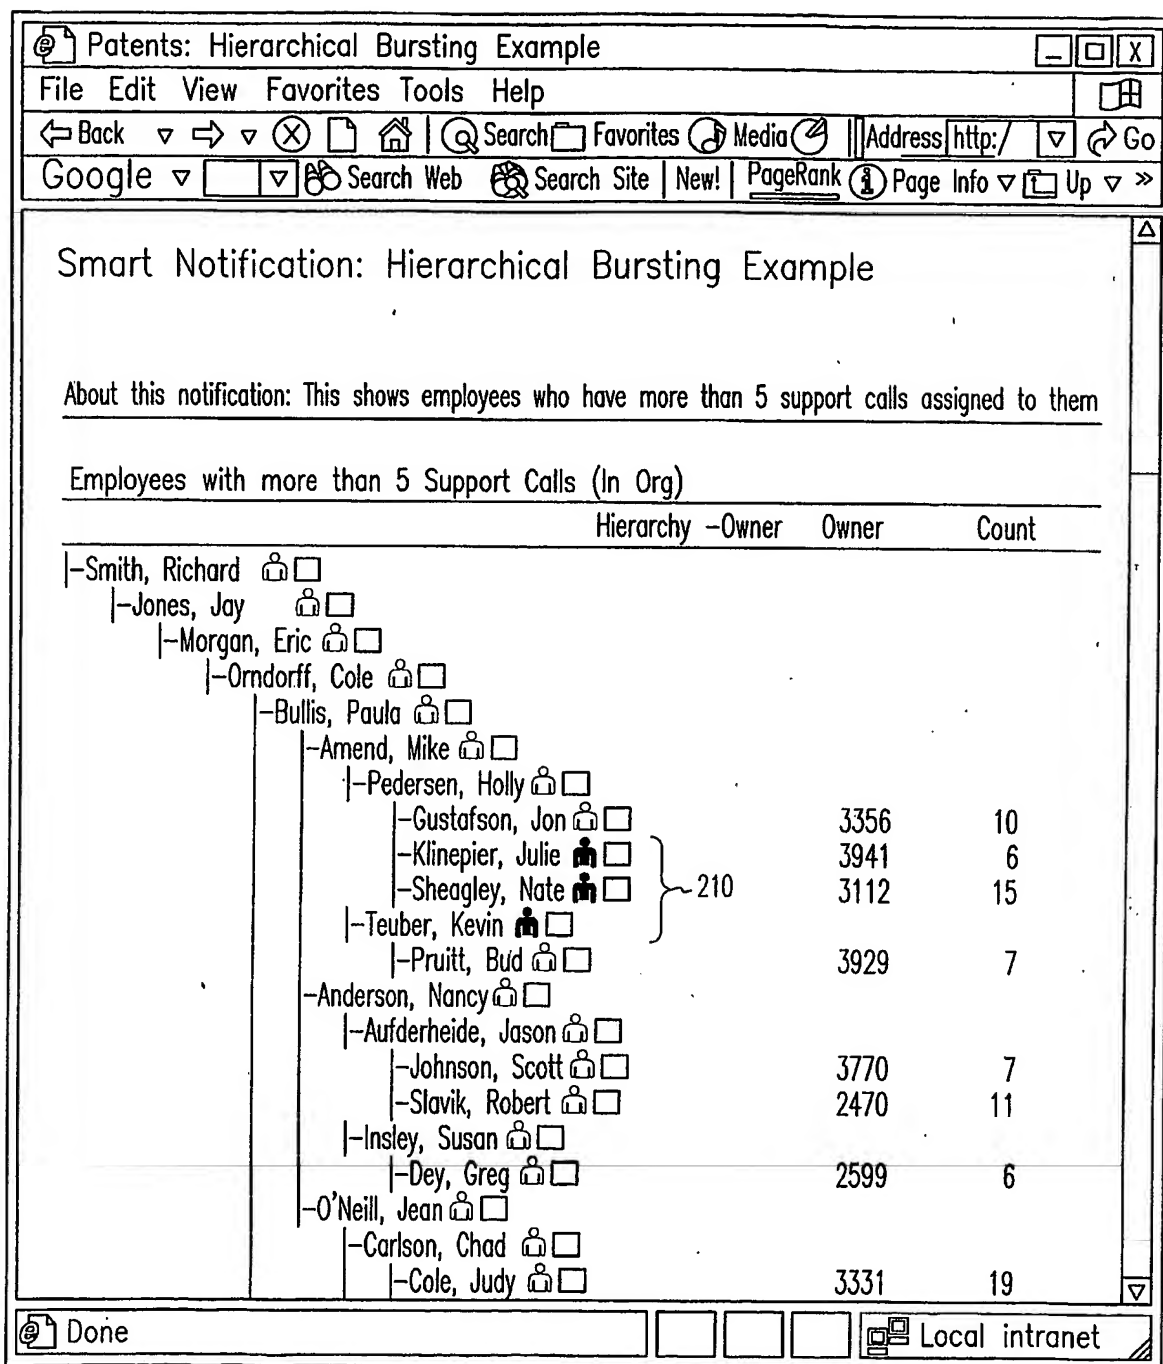 Patents: Hierarchical Bursting Example X
File Edit View Favorites Tools Help
Back Search Favorites Media Address http:/ Go
Google Search Web Search Site New! PageRank Page Info Up »
Smart Notification: Hierarchical Bursting Example
About this notification: This shows employees who have more than 5 support calls assigned to them
Employees with more than 5 Support Calls (In Org)
Hierarchy -Owner Owner Count
|-Smith, Richard
|-Jones, Jay
|-Morgan, Eric
|-Orndorff, Cole
|-Bullis, Paula
|-Amend, Mike
|-Pedersen, Holly
|-Gustafson, Jon 3356 10
|-Klinepier, Julie 3941 6
|-Sheagley, Nate 210 3112 15
|-Teuber, Kevin
|-Pruitt, Bud 3929 7
-Anderson, Nancy
|-Aufderheide, Jason
|-Johnson, Scott 3770 7
|-Slavik, Robert 2470 11
|-Insley, Susan
|-Dey, Greg 2599 6
-O'Neill, Jean
|-Carlson, Chad
|-Cole, Judy 3331 19
Done Local intranet